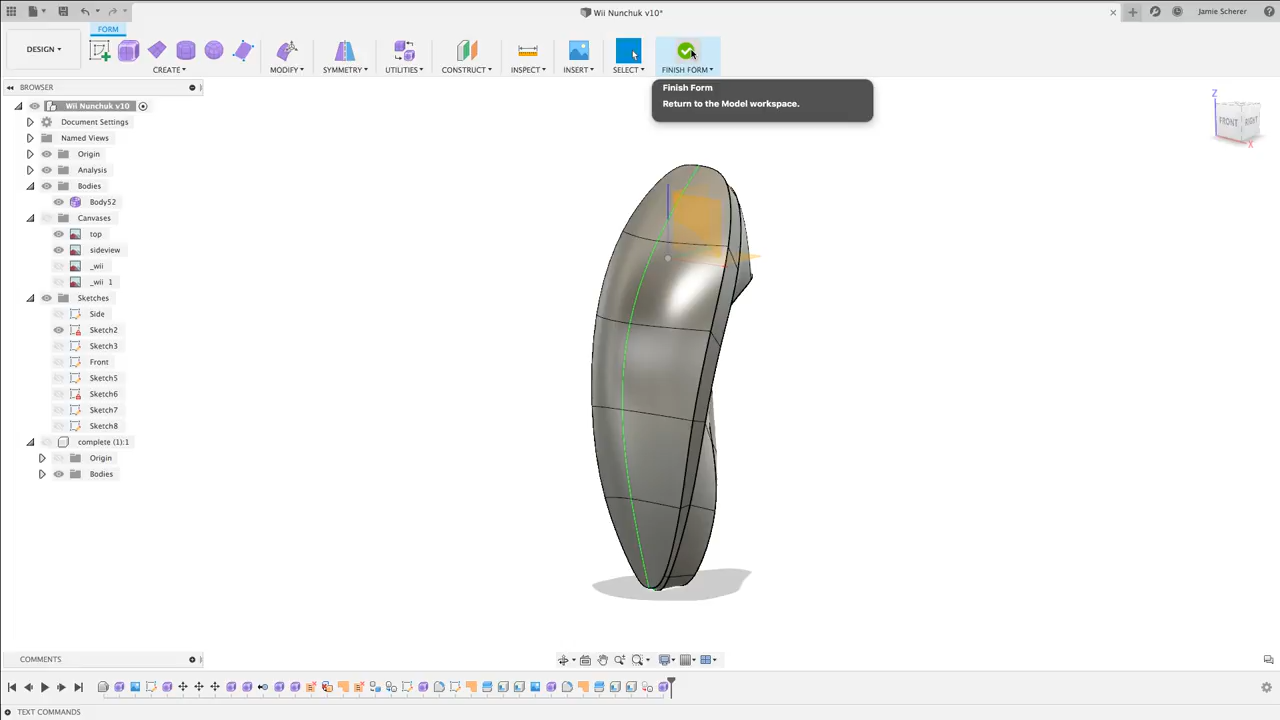 Wii Nunchuk v10*
Jamie Scherer
FORM
DESIGN
CREATE
MODIFY
SYMMETRY
UTILITIES
CONSTRUCT
INSPECT
INSERT
SELECT
FINISH FORM
Finish Form
Return to the Model workspace.
BROWSER
Wii Nunchuk v10
Document Settings
Named Views
Origin
Analysis
Bodies
Body52
Canvases
top
sideview
_wii
_wii 1
Sketches
Side
Sketch2
Sketch3
Front
Sketch5
Sketch6
Sketch7
Sketch8
complete (1):1
Origin
Bodies
Z
FRONT
RIGHT
X
COMMENTS
TEXT COMMANDS